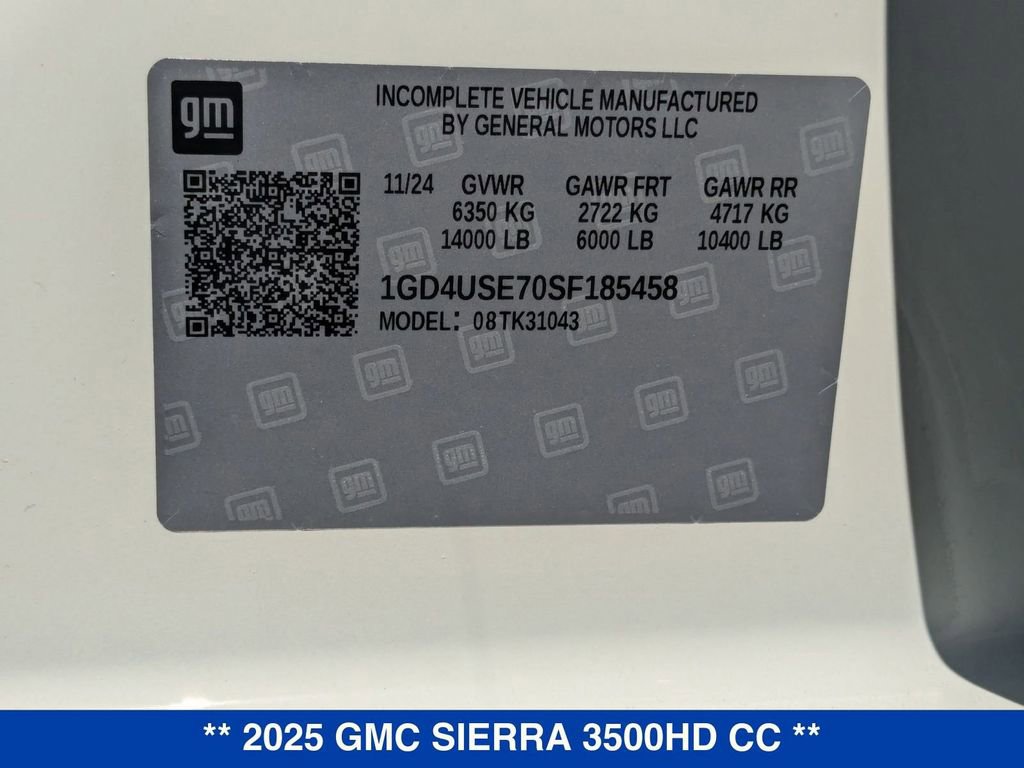 gm
INCOMPLETE VEHICLE MANUFACTURED
BY GENERAL MOTORS LLC
11/24 GVWR GAWR FRT GAWR RR
6350 KG 2722 KG 4717 KG
14000 LB 6000 LB 10400 LB
1GD4USE70SF185458
MODEL: 08TK31043
** 2025 GMC SIERRA 3500HD CC **